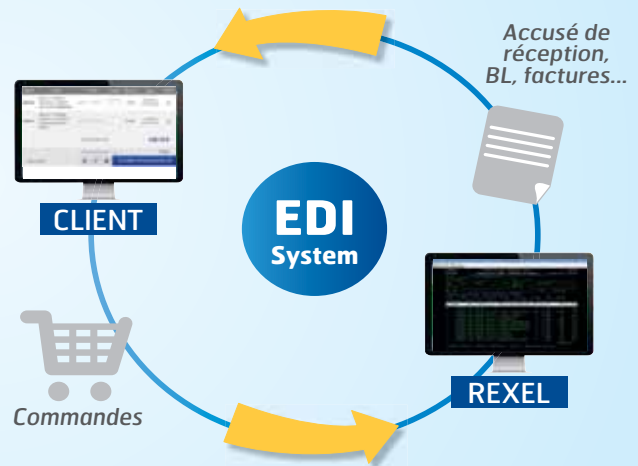 Accusé de
réception,
BL, factures...
CLIENT
EDI
System
REXEL
Commandes